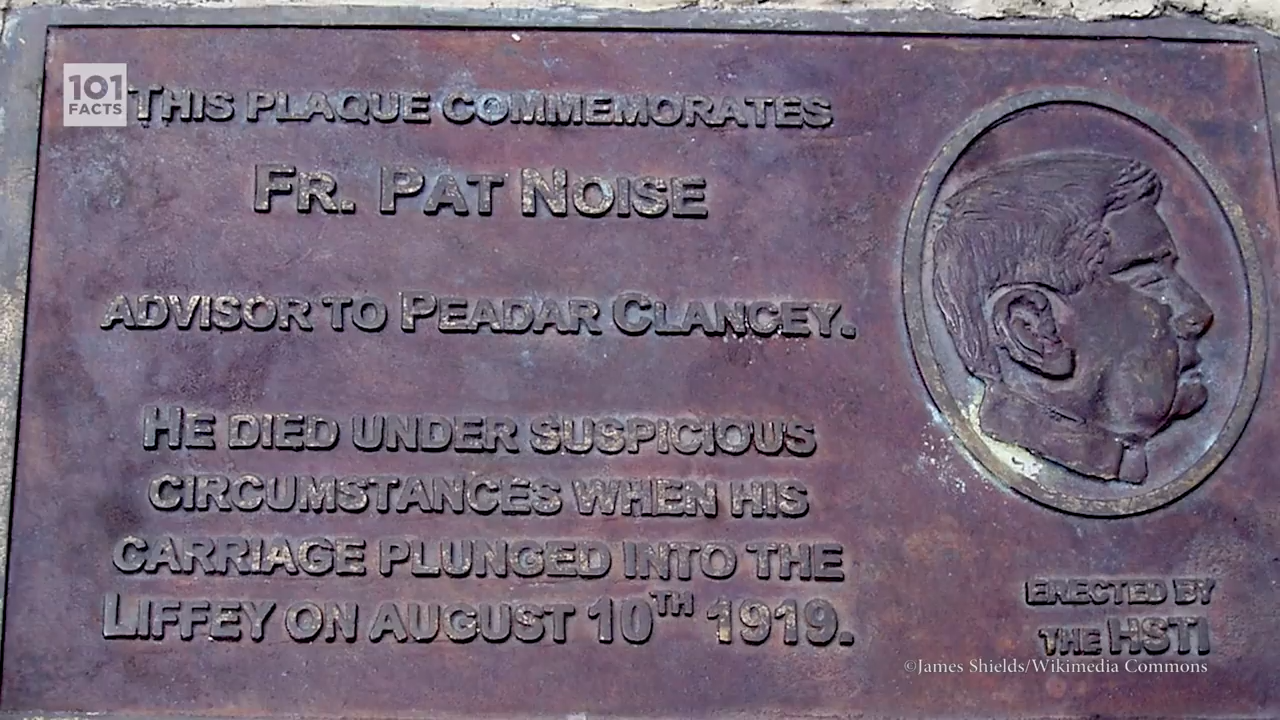 101
FACTS
THIS PLAQUE COMMEMORATES
FR. PAT NOISE
ADVISOR TO PEADAR CLANCEY.
HE DIED UNDER SUSPICIOUS
CIRCUMSTANCES WHEN HIS
CARRIAGE PLUNGED INTO THE
LIFFEY ON AUGUST 10TH 1919.
ERECTED BY
THE HSTI
©James Shields/Wikimedia Commons